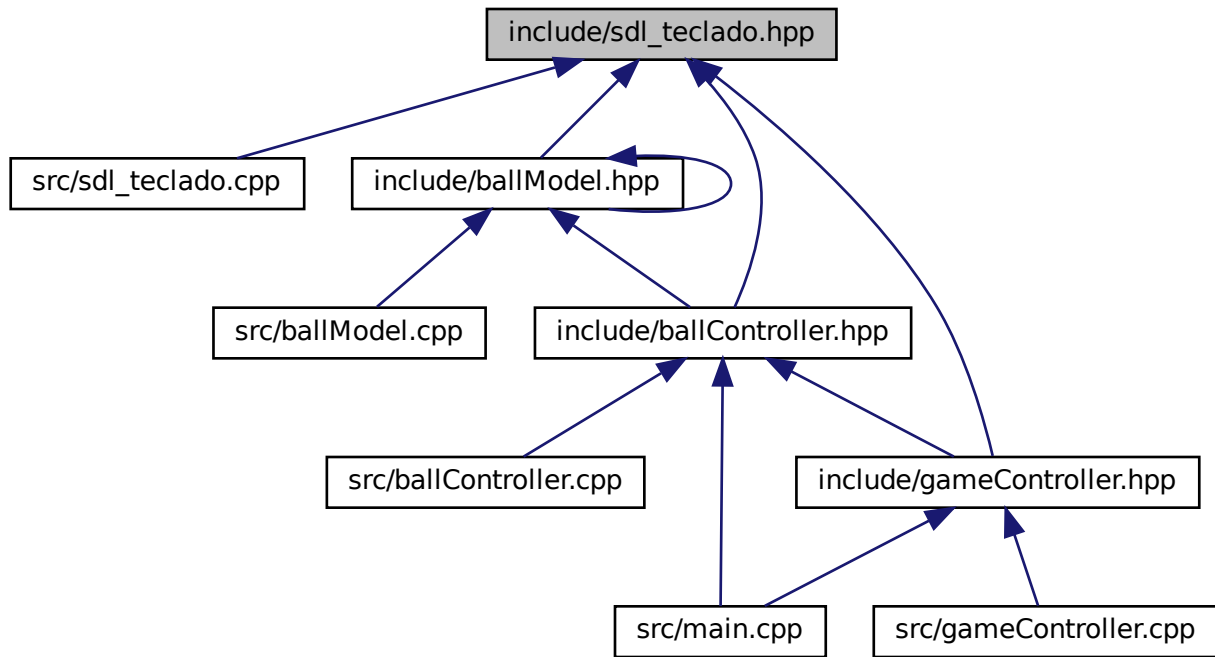 include/sdl_teclado.hpp
src/sdl_teclado.cpp
include/ballModel.hpp
src/ballModel.cpp
include/ballController.hpp
src/ballController.cpp
include/gameController.hpp
src/main.cpp
src/gameController.cpp